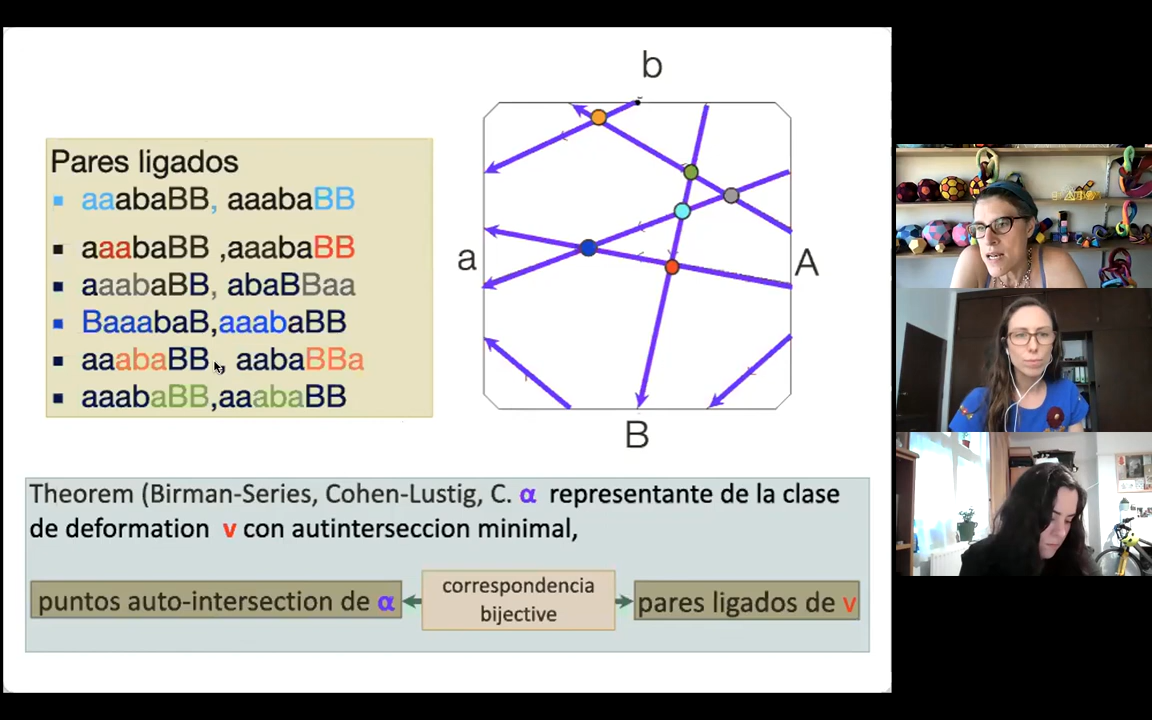 b
Pares ligados
aaabaBB, aaabaBB
aaabaBB ,aaabaBB
aaabaBB, abaBBaa
BaaabaB,aaabaBB
aaabaBB, aabaBBa
aaabaBB,aaabaBB
a
A
B
Theorem (Birman-Series, Cohen-Lustig, C. α representante de la clase
de deformation v con autinterseccion minimal,
puntos auto-intersection de α
correspondencia
bijective
pares ligados de v